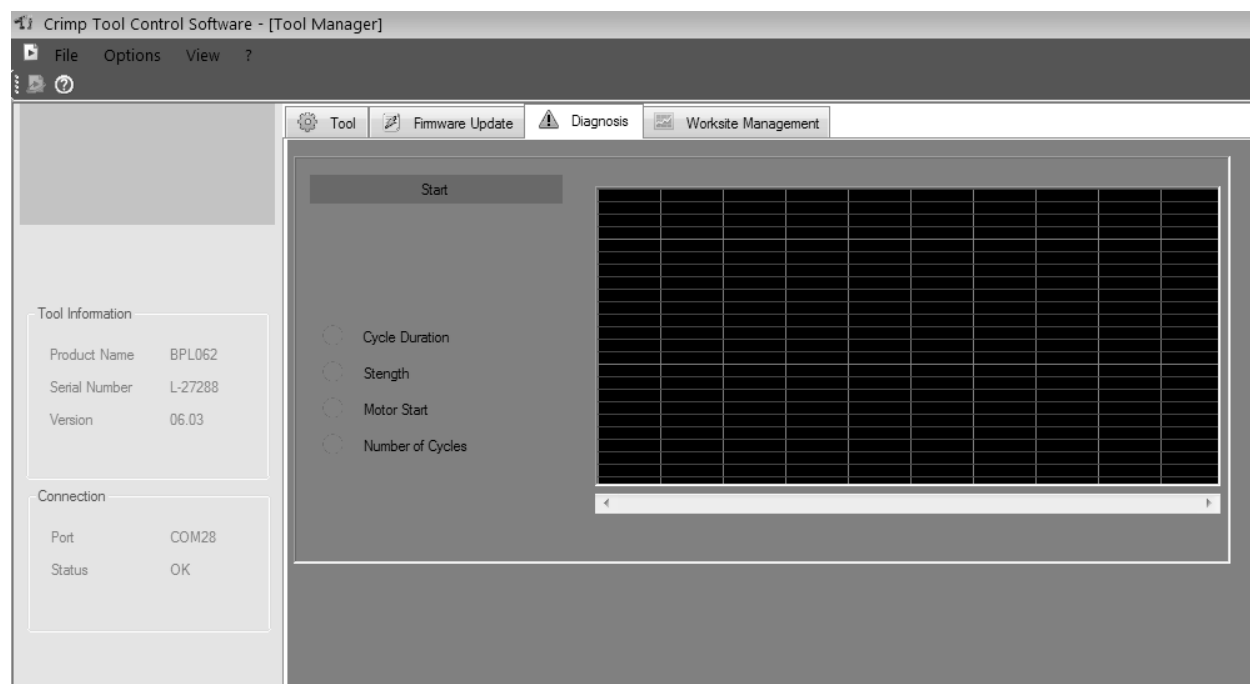 Crimp Tool Control Software - [Tool Manager]
File Options View ?
Tool Firmware Update Diagnosis Worksite Management
Start
Tool Information
Product Name BPL062
Serial Number L-27288
Version 06.03
Cycle Duration
Stength
Motor Start
Number of Cycles
Connection
Port COM28
Status OK